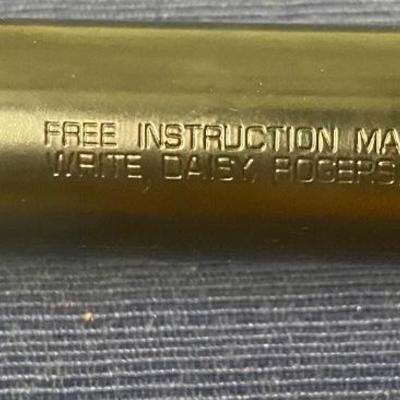 FREE INSTRUCTION MA
WRITE, DAISY, ROGERS